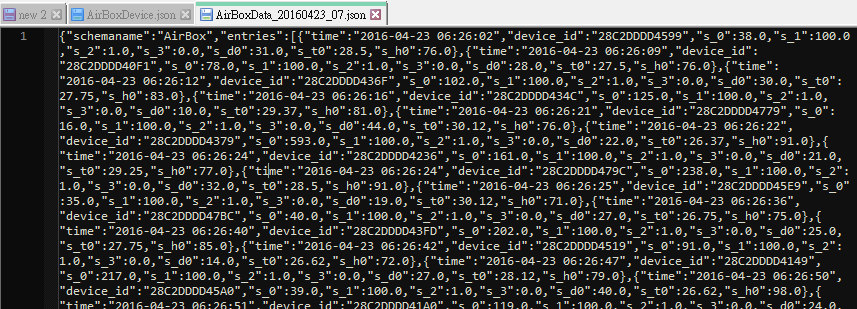 new 2 AirBoxDevice.json AirBoxData_20160423_07.json
1 {"schemaname":"AirBox","entries":[{"time":"2016-04-23 06:26:02","device_id":"28C2DDDD4599","s_0":38.0,"s_1":100.0
,"s_2":1.0,"s_3":0.0,"s_d0":31.0,"s_t0":28.5,"s_h0":76.0},{"time":"2016-04-23 06:26:09","device_id":
"28C2DDDD40F1","s_0":78.0,"s_1":100.0,"s_2":1.0,"s_3":0.0,"s_d0":28.0,"s_t0":27.5,"s_h0":76.0},{"time":
"2016-04-23 06:26:12","device_id":"28C2DDDD436F","s_0":102.0,"s_1":100.0,"s_2":1.0,"s_3":0.0,"s_d0":30.0,"s_t0":
27.75,"s_h0":83.0},{"time":"2016-04-23 06:26:16","device_id":"28C2DDDD434C","s_0":125.0,"s_1":100.0,"s_2":1.0,
"s_3":0.0,"s_d0":10.0,"s_t0":29.37,"s_h0":81.0},{"time":"2016-04-23 06:26:21","device_id":"28C2DDDD4779","s_0":
16.0,"s_1":100.0,"s_2":1.0,"s_3":0.0,"s_d0":44.0,"s_t0":30.12,"s_h0":76.0},{"time":"2016-04-23 06:26:22",
"device_id":"28C2DDDD4379","s_0":593.0,"s_1":100.0,"s_2":1.0,"s_3":0.0,"s_d0":22.0,"s_t0":26.37,"s_h0":91.0},{
"time":"2016-04-23 06:26:24","device_id":"28C2DDDD4236","s_0":161.0,"s_1":100.0,"s_2":1.0,"s_3":0.0,"s_d0":21.0,
"s_t0":29.25,"s_h0":77.0},{"time":"2016-04-23 06:26:24","device_id":"28C2DDDD479C","s_0":238.0,"s_1":100.0,"s_2":
1.0,"s_3":0.0,"s_d0":32.0,"s_t0":28.5,"s_h0":91.0},{"time":"2016-04-23 06:26:25","device_id":"28C2DDDD45E9","s_0"
:35.0,"s_1":100.0,"s_2":1.0,"s_3":0.0,"s_d0":19.0,"s_t0":30.12,"s_h0":71.0},{"time":"2016-04-23 06:26:36",
"device_id":"28C2DDDD47BC","s_0":40.0,"s_1":100.0,"s_2":1.0,"s_3":0.0,"s_d0":27.0,"s_t0":26.75,"s_h0":75.0},{
"time":"2016-04-23 06:26:40","device_id":"28C2DDDD43FD","s_0":202.0,"s_1":100.0,"s_2":1.0,"s_3":0.0,"s_d0":25.0,
"s_t0":27.75,"s_h0":85.0},{"time":"2016-04-23 06:26:42","device_id":"28C2DDDD4519","s_0":91.0,"s_1":100.0,"s_2":
1.0,"s_3":0.0,"s_d0":14.0,"s_t0":26.62,"s_h0":72.0},{"time":"2016-04-23 06:26:47","device_id":"28C2DDDD4149",
"s_0":217.0,"s_1":100.0,"s_2":1.0,"s_3":0.0,"s_d0":27.0,"s_t0":28.12,"s_h0":79.0},{"time":"2016-04-23 06:26:50",
"device_id":"28C2DDDD45A0","s_0":39.0,"s_1":100.0,"s_2":1.0,"s_3":0.0,"s_d0":40.0,"s_t0":26.62,"s_h0":98.0},{
"time":"2016-04-23 06:26:51","device_id":"28C2DDDD41A0","s_0":119.0,"s_1":100.0,"s_2":1.0,"s_3":0.0,"s_d0":24.0,